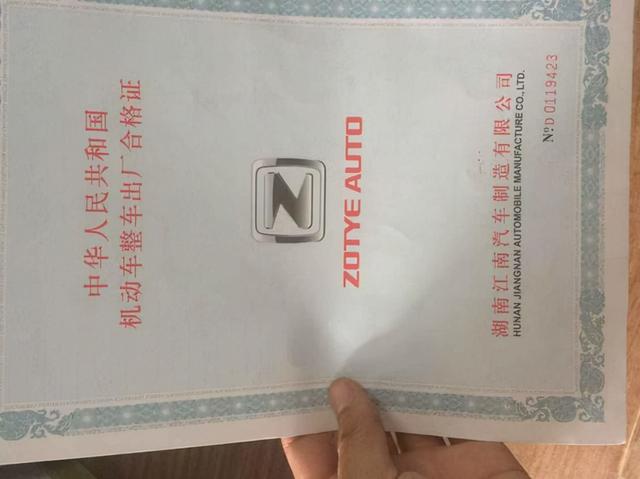 中华人民共和国
机动车整车出厂合格证
ZOTYE AUTO
湖南江南汽车制造有限公司
HUNAN JIANGNAN AUTOMOBILE MANUFACTURE CO.,LTD.
№D 0119423